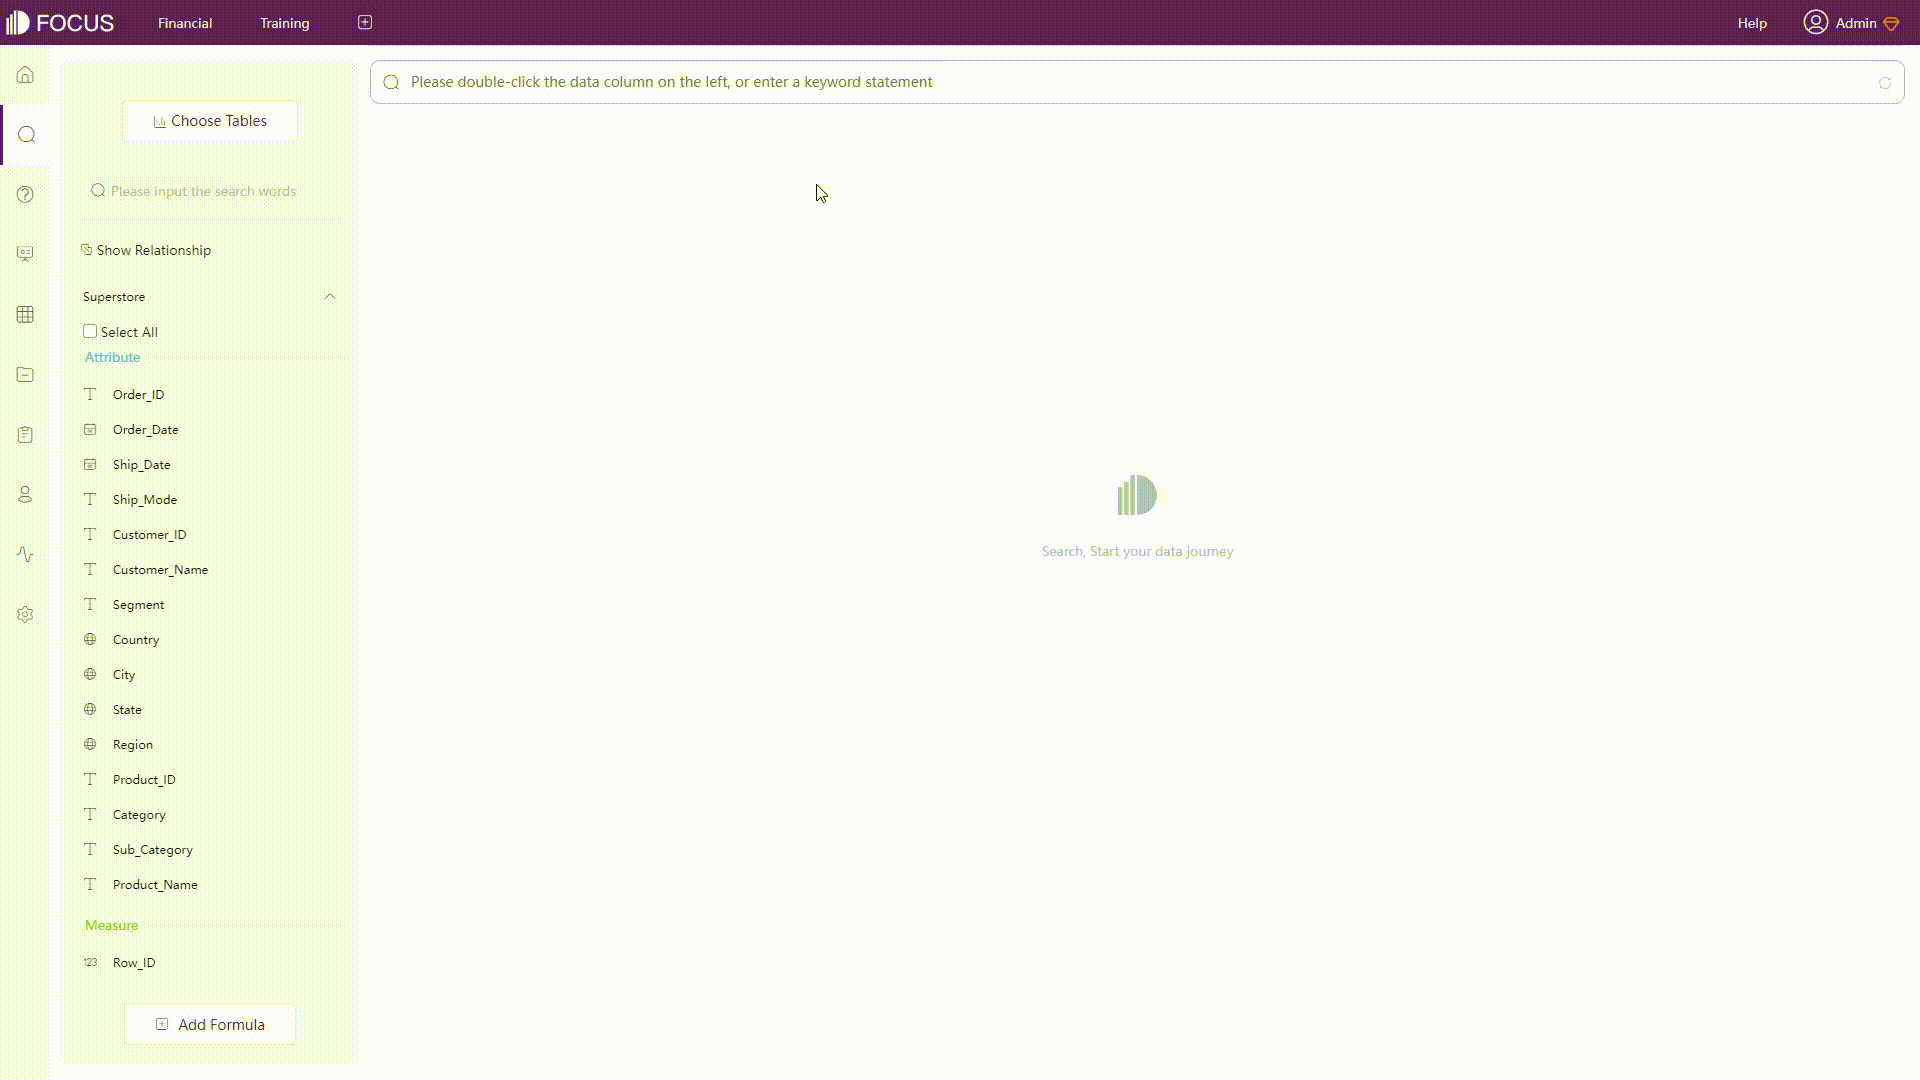 FOCUS
Financial
Training
Help
Admin
Please double-click the data column on the left, or enter a keyword statement
Choose Tables
Please input the search words
Show Relationship
Superstore
Select All
Attribute
Order_ID
Order_Date
Ship_Date
Ship_Mode
Customer_ID
Customer_Name
Segment
Country
City
State
Region
Product_ID
Category
Sub_Category
Product_Name
Measure
123 Row_ID
Add Formula
Search, Start your data journey